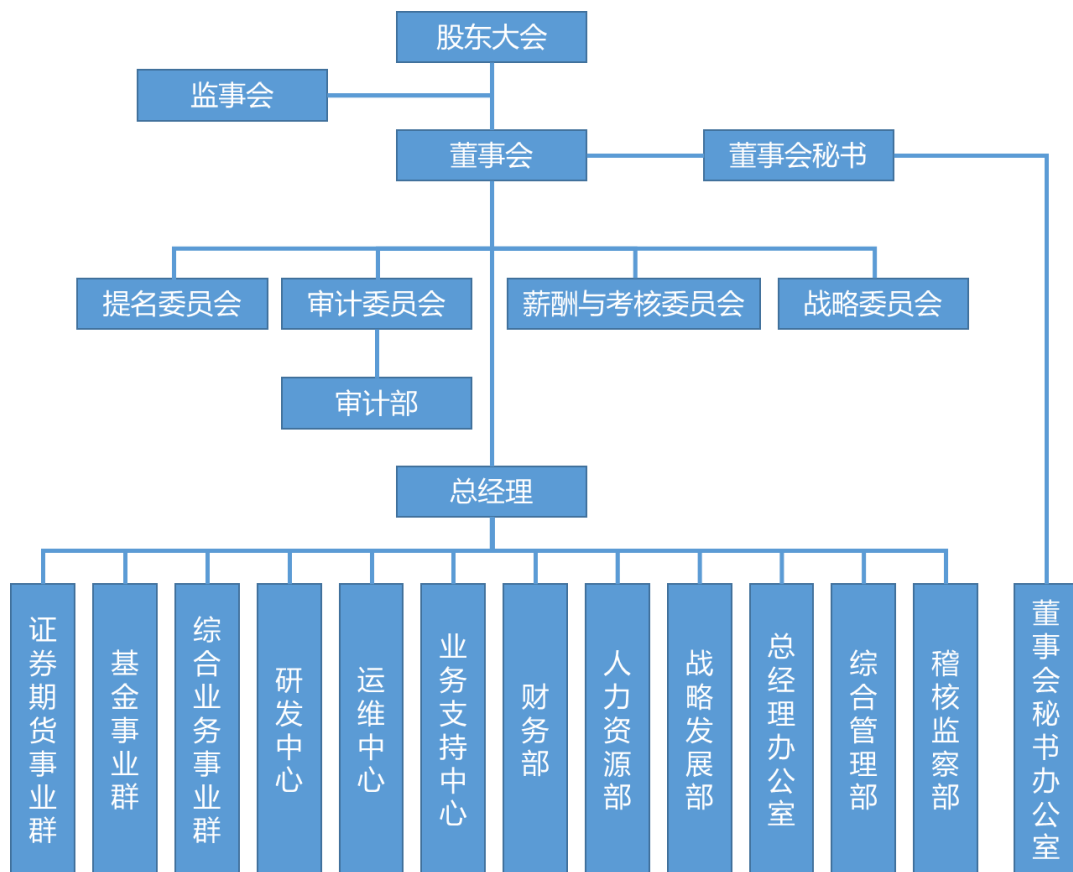 股东大会
监事会
董事会
董事会秘书
提名委员会
审计委员会
薪酬与考核委员会
战略委员会
审计部
总经理
证券期货事业群
基金事业群
综合业务事业群
研发中心
运维中心
业务支持中心
财务部
人力资源部
战略发展部
总经理办公室
综合管理部
稽核监察部
董事会秘书办公室